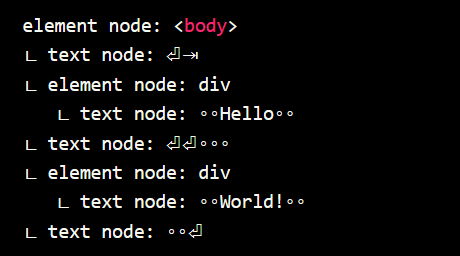 element node: <body>
∟ text node: ⏎⇥
∟ element node: div
∟ text node: ◦◦Hello◦◦
∟ text node: ⏎⏎◦◦◦
∟ element node: div
∟ text node: ◦◦World!◦◦
∟ text node: ◦◦⏎